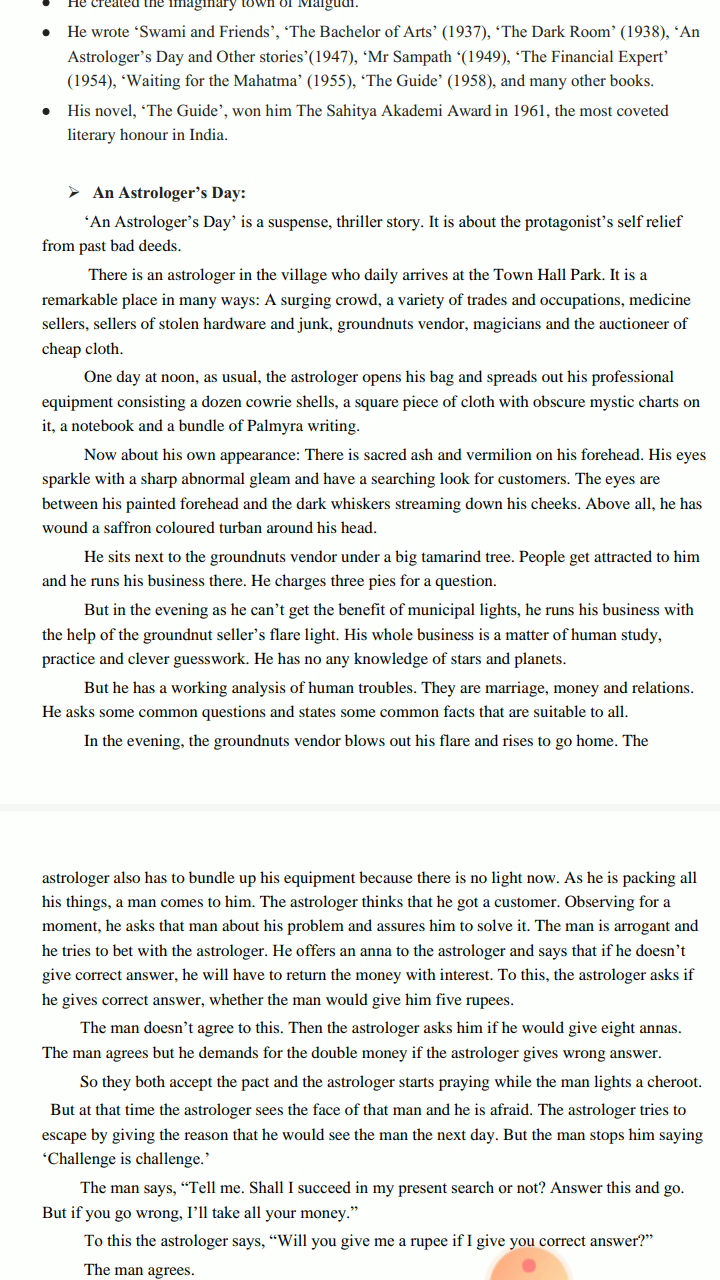 • He created the imaginary town of Malgudi.
• He wrote ‘Swami and Friends’, ‘The Bachelor of Arts’ (1937), ‘The Dark Room’ (1938), ‘An
Astrologer’s Day and Other stories’(1947), ‘Mr Sampath ‘(1949), ‘The Financial Expert’
(1954), ‘Waiting for the Mahatma’ (1955), ‘The Guide’ (1958), and many other books.
• His novel, ‘The Guide’, won him The Sahitya Akademi Award in 1961, the most coveted
literary honour in India.
➢ An Astrologer’s Day:
‘An Astrologer’s Day’ is a suspense, thriller story. It is about the protagonist’s self relief
from past bad deeds.
There is an astrologer in the village who daily arrives at the Town Hall Park. It is a
remarkable place in many ways: A surging crowd, a variety of trades and occupations, medicine
sellers, sellers of stolen hardware and junk, groundnuts vendor, magicians and the auctioneer of
cheap cloth.
One day at noon, as usual, the astrologer opens his bag and spreads out his professional
equipment consisting a dozen cowrie shells, a square piece of cloth with obscure mystic charts on
it, a notebook and a bundle of Palmyra writing.
Now about his own appearance: There is sacred ash and vermilion on his forehead. His eyes
sparkle with a sharp abnormal gleam and have a searching look for customers. The eyes are
between his painted forehead and the dark whiskers streaming down his cheeks. Above all, he has
wound a saffron coloured turban around his head.
He sits next to the groundnuts vendor under a big tamarind tree. People get attracted to him
and he runs his business there. He charges three pies for a question.
But in the evening as he can’t get the benefit of municipal lights, he runs his business with
the help of the groundnut seller’s flare light. His whole business is a matter of human study,
practice and clever guesswork. He has no any knowledge of stars and planets.
But he has a working analysis of human troubles. They are marriage, money and relations.
He asks some common questions and states some common facts that are suitable to all.
In the evening, the groundnuts vendor blows out his flare and rises to go home. The
astrologer also has to bundle up his equipment because there is no light now. As he is packing all
his things, a man comes to him. The astrologer thinks that he got a customer. Observing for a
moment, he asks that man about his problem and assures him to solve it. The man is arrogant and
he tries to bet with the astrologer. He offers an anna to the astrologer and says that if he doesn’t
give correct answer, he will have to return the money with interest. To this, the astrologer asks if
he gives correct answer, whether the man would give him five rupees.
The man doesn’t agree to this. Then the astrologer asks him if he would give eight annas.
The man agrees but he demands for the double money if the astrologer gives wrong answer.
So they both accept the pact and the astrologer starts praying while the man lights a cheroot.
But at that time the astrologer sees the face of that man and he is afraid. The astrologer tries to
escape by giving the reason that he would see the man the next day. But the man stops him saying
‘Challenge is challenge.’
The man says, “Tell me. Shall I succeed in my present search or not? Answer this and go.
But if you go wrong, I’ll take all your money.”
To this the astrologer says, “Will you give me a rupee if I give you correct answer?”
The man agrees.